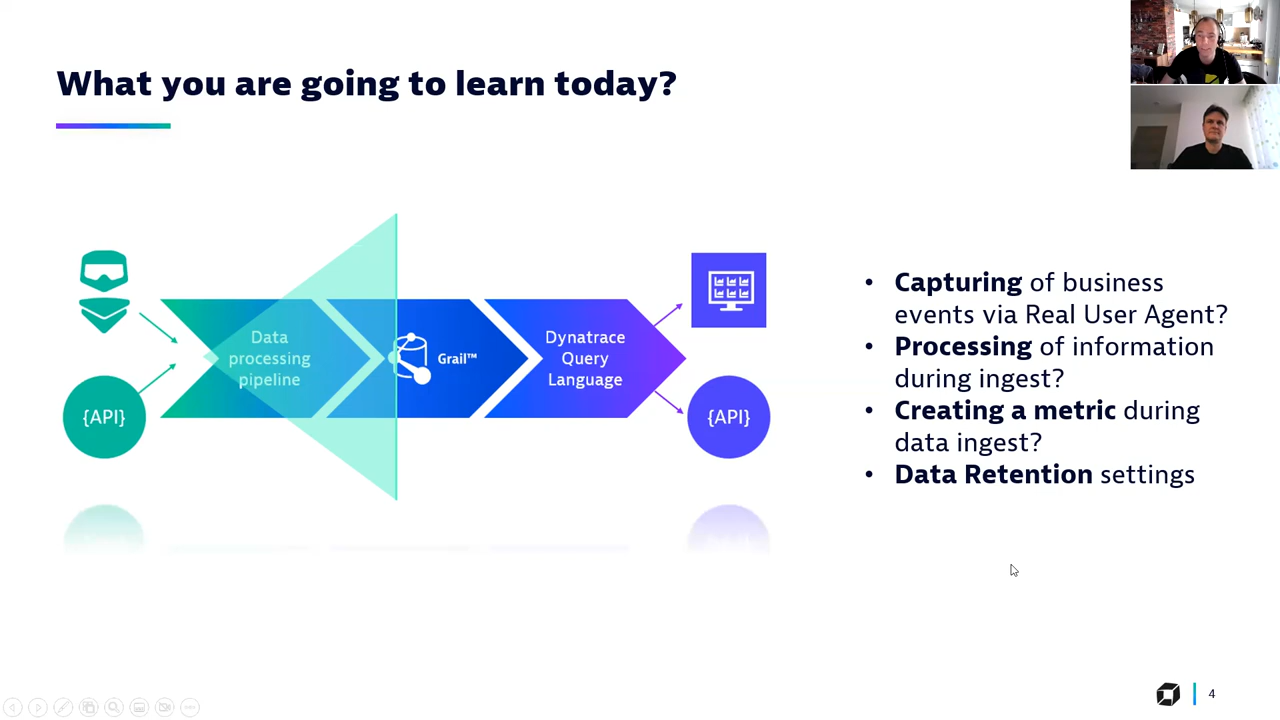 What you are going to learn today?
{API}
Data
processing
pipeline
Grail™
Dynatrace
Query
Language
{API}
• Capturing of business
events via Real User Agent?
• Processing of information
during ingest?
• Creating a metric during
data ingest?
• Data Retention settings
4